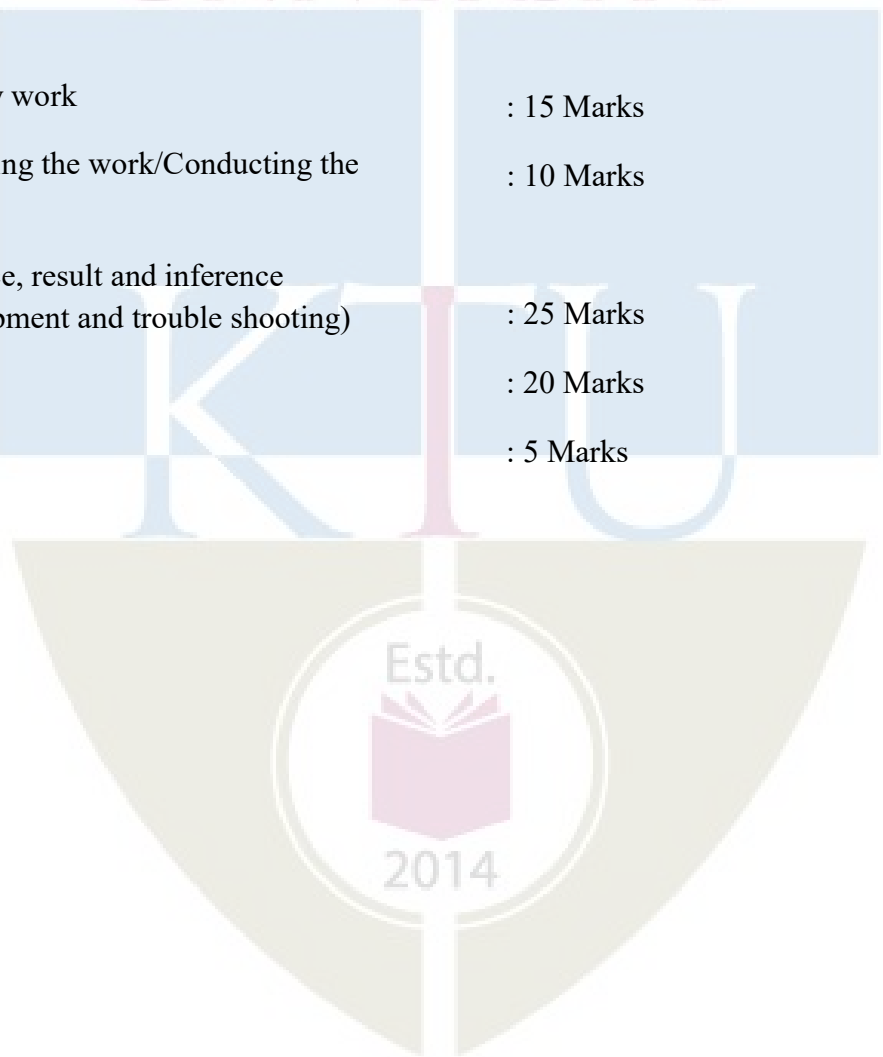 work
: 15 Marks
ng the work/Conducting the
: 10 Marks
e, result and inference
pment and trouble shooting)
: 25 Marks
: 20 Marks
: 5 Marks
KTU
Estd.
2014